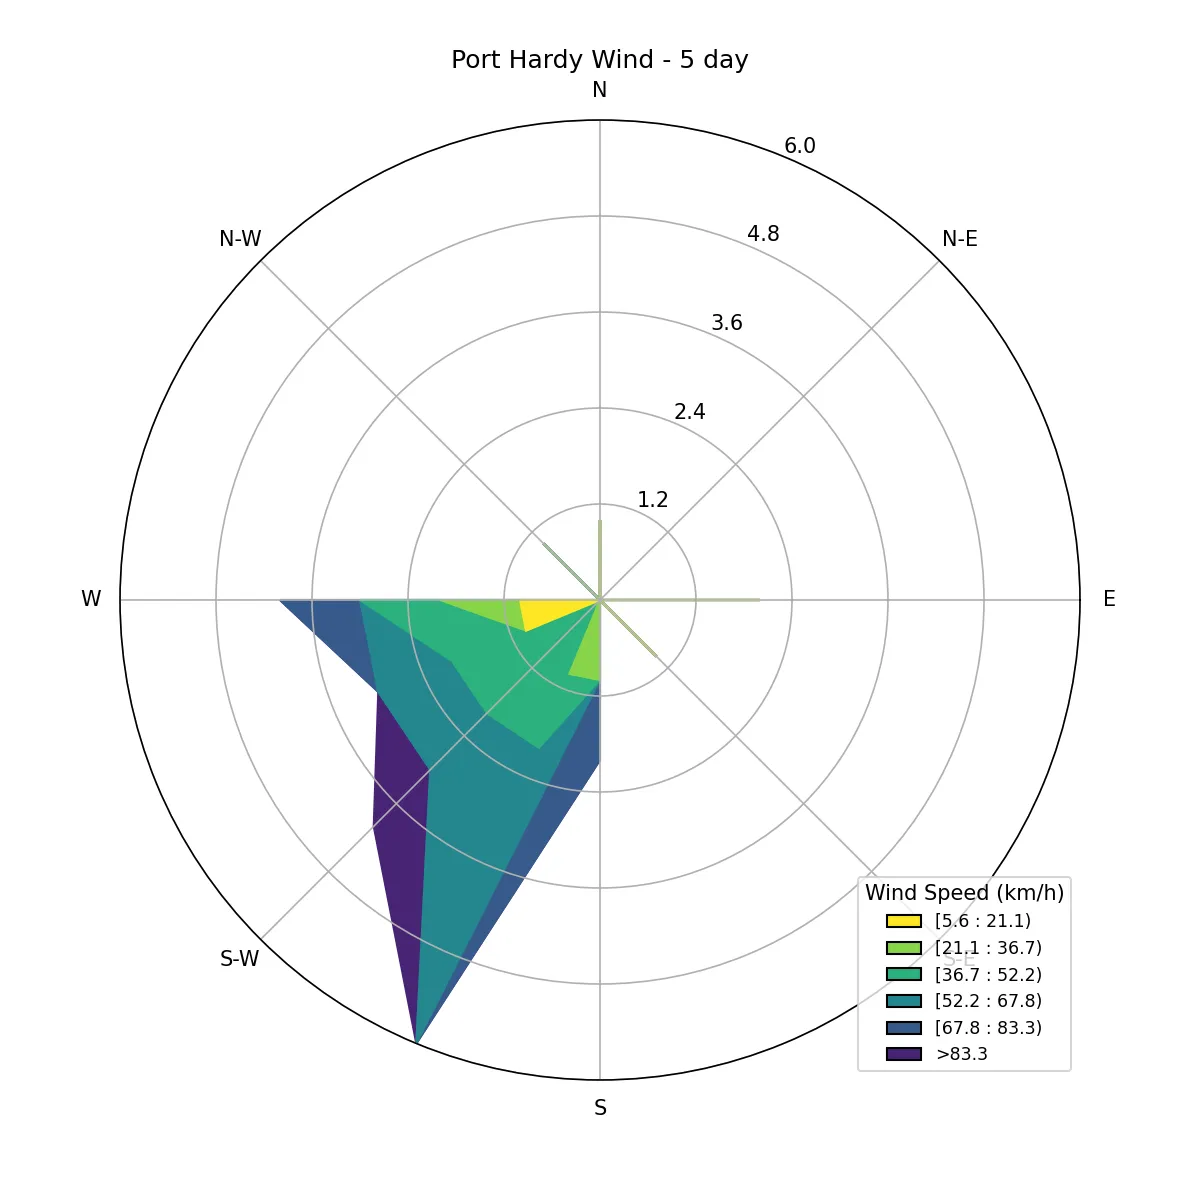 Port Hardy Wind - 5 day
N
6.0
N-W
4.8
N-E
3.6
2.4
1.2
W
E
S-W
S-E
S
Wind Speed (km/h)
[5.6 : 21.1)
[21.1 : 36.7)
[36.7 : 52.2)
[52.2 : 67.8)
[67.8 : 83.3)
>83.3